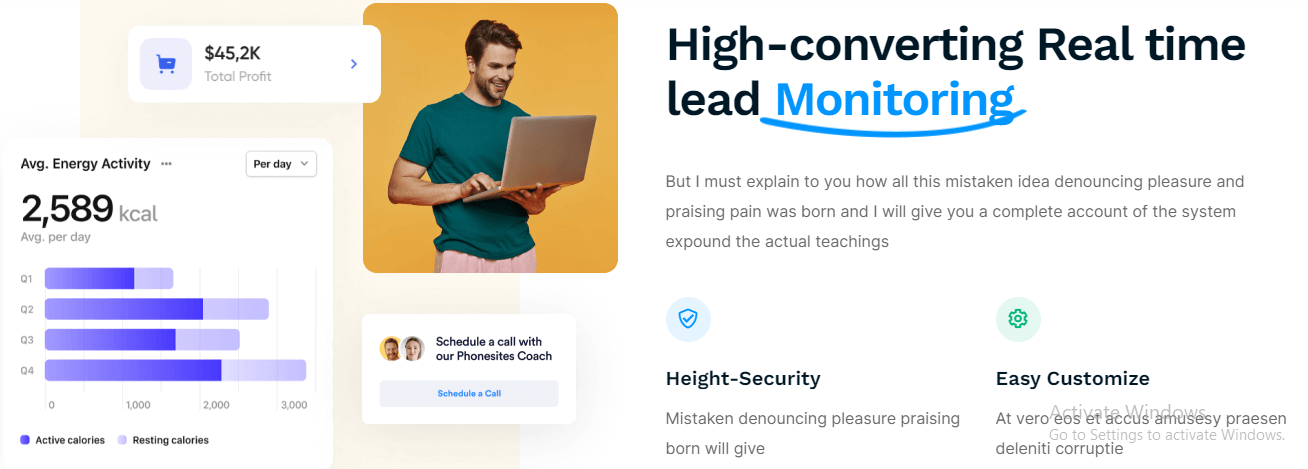 $45,2K
Total Profit
Avg. Energy Activity
Per day
2,589 kcal
Avg. per day
Q1
Q2
Q3
Q4
0 1,000 2,000 3,000
Active calories Resting calories
Schedule a call with
our Phonesites Coach
Schedule a Call
High-converting Real time
lead Monitoring
But I must explain to you how all this mistaken idea denouncing pleasure and
praising pain was born and I will give you a complete account of the system
expound the actual teachings
Height-Security
Mistaken denouncing pleasure praising
born will give
Easy Customize
At vero eos et accus amusesy praesen
deleniti corruptie
Activate Windows
Go to Settings to activate Windows.